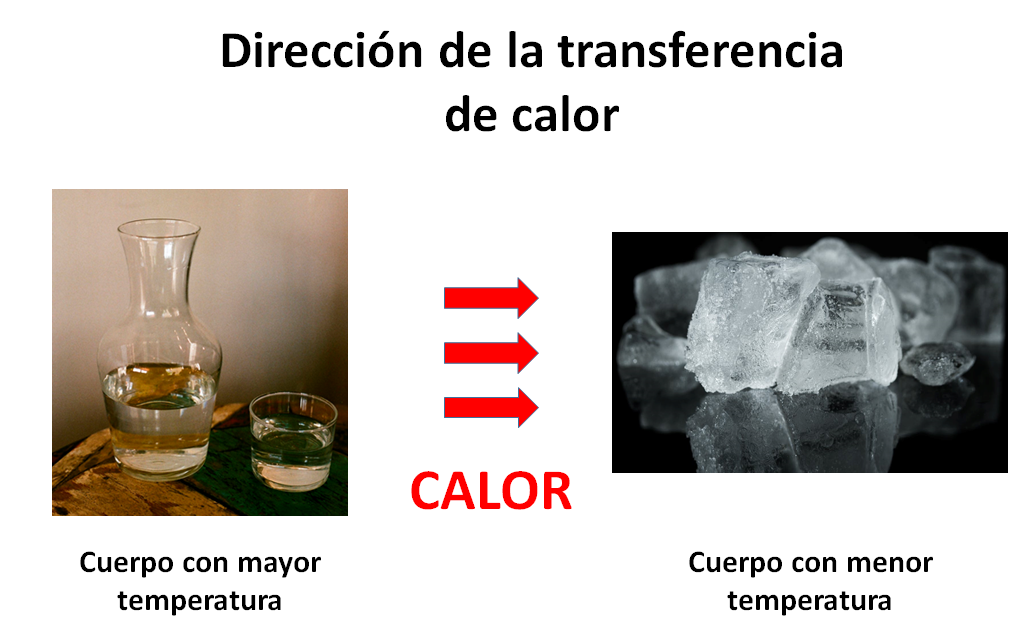 Dirección de la transferencia
de calor
CALOR
Cuerpo con mayor
temperatura
Cuerpo con menor
temperatura